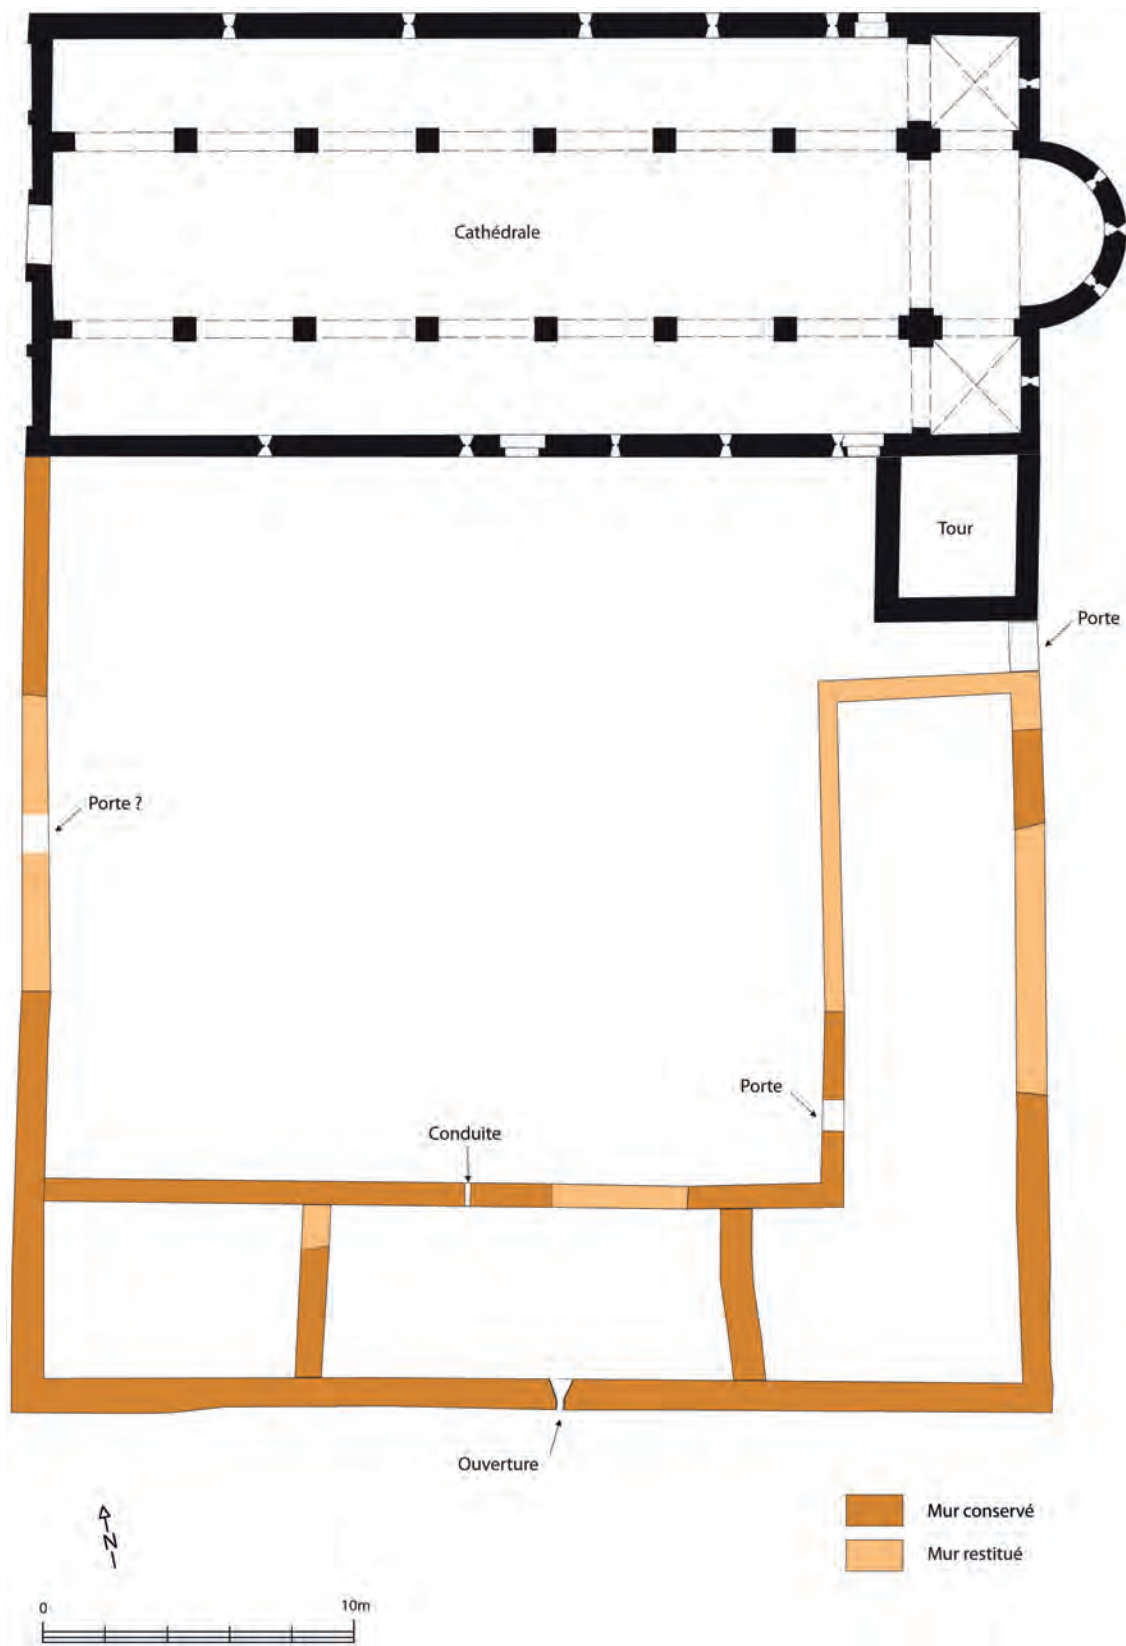 Cathédrale
Tour
Porte
Porte ?
Porte
Conduite
Ouverture
Mur conservé
Mur restitué
N
0 10m